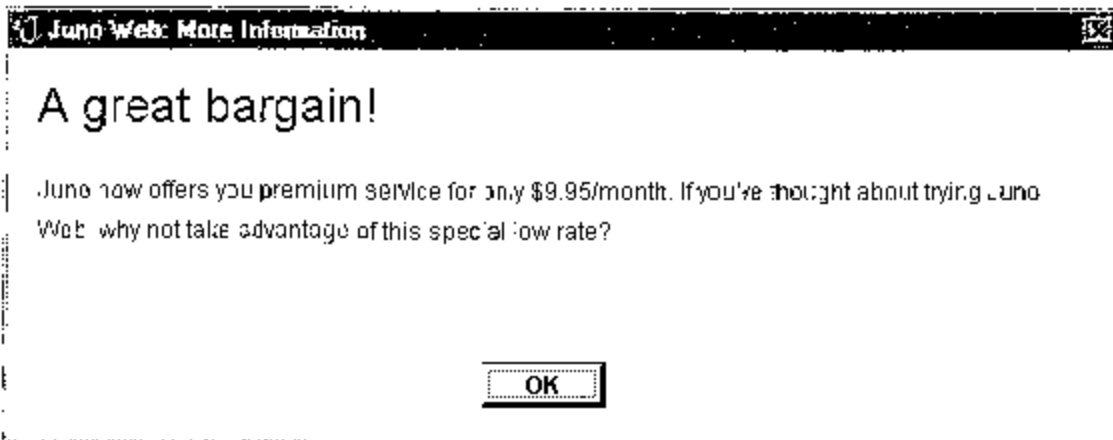 Juno Web: More Information
A great bargain!
Juno now offers you premium service for only $9.95/month. If you've thought about trying Juno
Web why not take advantage of this special low rate?
OK